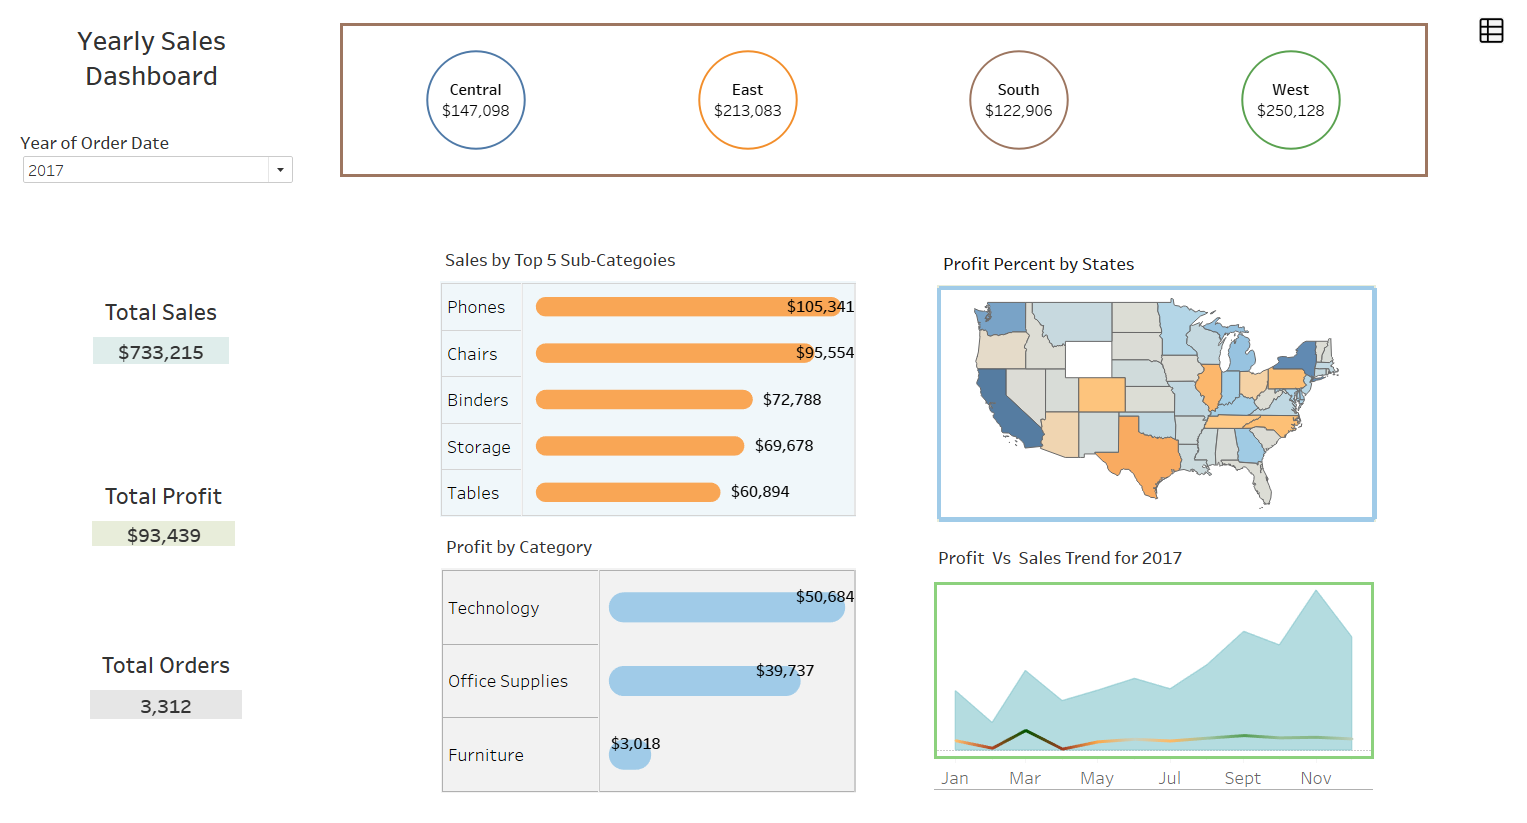 Yearly Sales
Dashboard
Year of Order Date
2017
Central
$147,098
East
$213,083
South
$122,906
West
$250,128
Total Sales
$733,215
Total Profit
$93,439
Total Orders
3,312
Sales by Top 5 Sub-Categoies
Phones $105,341
Chairs $95,554
Binders $72,788
Storage $69,678
Tables $60,894
Profit by Category
Technology $50,684
Office Supplies $39,737
Furniture $3,018
Profit Percent by States
Profit Vs Sales Trend for 2017
Jan Mar May Jul Sept Nov